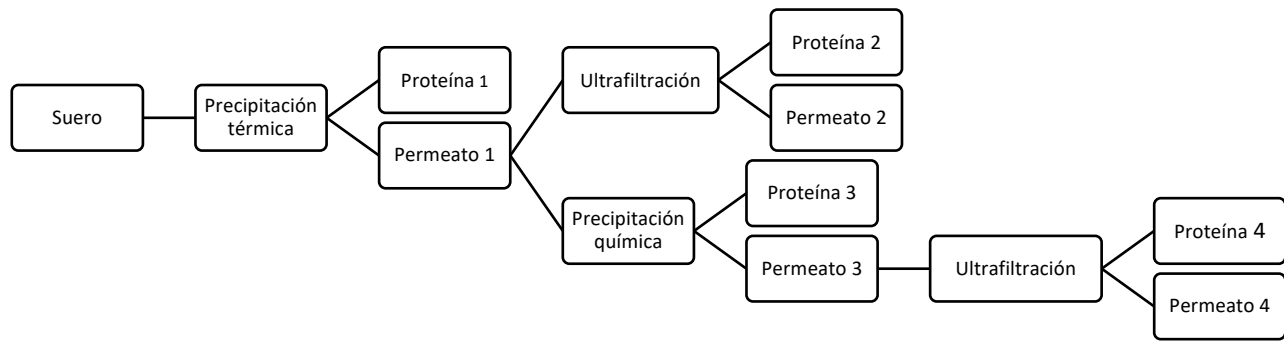 Suero
Precipitación
térmica
Proteína 1
Permeato 1
Ultrafiltración
Proteína 2
Permeato 2
Precipitación
química
Proteína 3
Permeato 3
Ultrafiltración
Proteína 4
Permeato 4